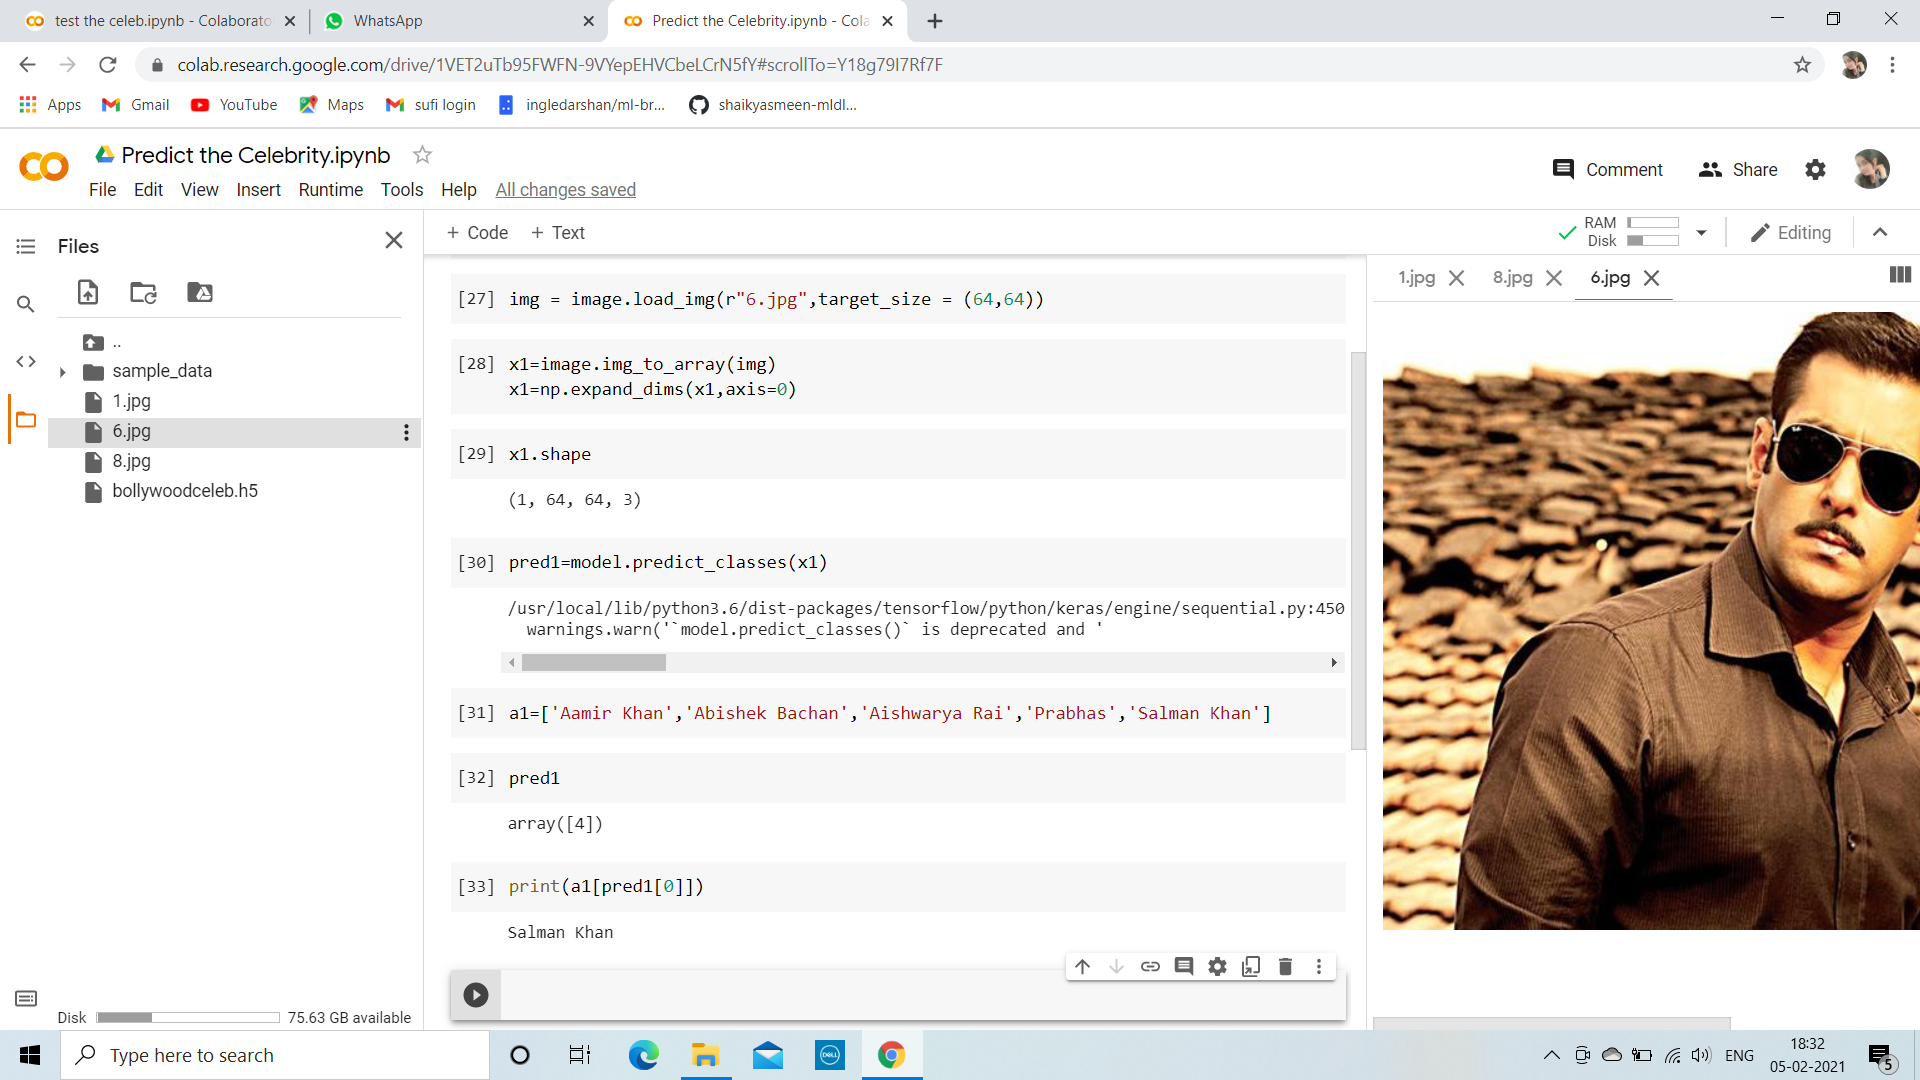 test the celeb.ipynb - Colaborato
WhatsApp
Predict the Celebrity.ipynb - Cola
colab.research.google.com/drive/1VET2uTb95FWFN-9VYepEHVCbeLCrN5fY#scrollTo=Y18g79I7Rf7F
Apps
Gmail
YouTube
Maps
sufi login
ingledarshan/ml-br...
shaikyasmeen-mldl...
Predict the Celebrity.ipynb
Comment
Share
File
Edit
View
Insert
Runtime
Tools
Help
All changes saved
Files
+ Code
+ Text
RAM
Disk
Editing
..
sample_data
1.jpg
6.jpg
8.jpg
bollywoodceleb.h5
Disk
75.63 GB available
[27] img = image.load_img(r"6.jpg",target_size = (64,64))
[28] x1=image.img_to_array(img)
x1=np.expand_dims(x1,axis=0)
[29] x1.shape
(1, 64, 64, 3)
[30] pred1=model.predict_classes(x1)
/usr/local/lib/python3.6/dist-packages/tensorflow/python/keras/engine/sequential.py:450
warnings.warn('`model.predict_classes()` is deprecated and '
[31] a1=['Aamir Khan','Abishek Bachan','Aishwarya Rai','Prabhas','Salman Khan']
[32] pred1
array([4])
[33] print(a1[pred1[0]])
Salman Khan
1.jpg
8.jpg
6.jpg
Type here to search
DELL
ENG
18:32
05-02-2021
5